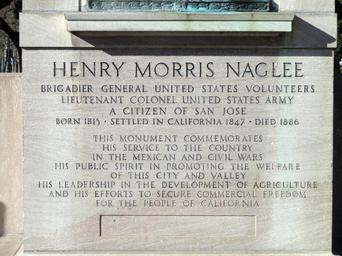 HENRY MORRIS NAGLEE
BRIGADIER GENERAL UNITED STATES VOLUNTEERS
LIEUTENANT COLONEL UNITED STATES ARMY
A CITIZEN OF SAN JOSE
BORN 1815 · SETTLED IN CALIFORNIA 1847 · DIED 1886
THIS MONUMENT COMMEMORATES
HIS SERVICE TO THE COUNTRY
IN THE MEXICAN AND CIVIL WARS
HIS PUBLIC SPIRIT IN PROMOTING THE WELFARE
OF THIS CITY AND VALLEY
HIS LEADERSHIP IN THE DEVELOPMENT OF AGRICULTURE
AND HIS EFFORTS TO SECURE COMMERCIAL FREEDOM
FOR THE PEOPLE OF CALIFORNIA